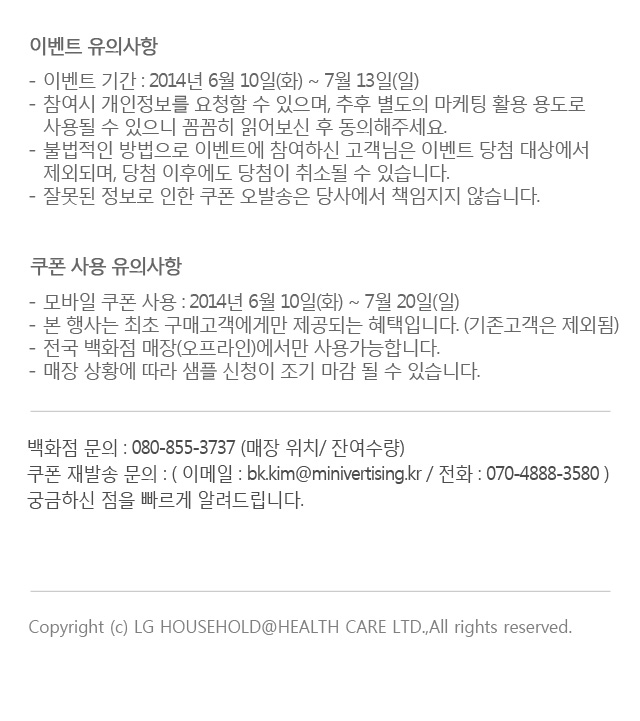 이벤트 유의사항
- 이벤트 기간 : 2014년 6월 10일(화) ~ 7월 13일(일)
- 참여시 개인정보를 요청할 수 있으며, 추후 별도의 마케팅 활용 용도로
사용될 수 있으니 꼼꼼히 읽어보신 후 동의해주세요.
- 불법적인 방법으로 이벤트에 참여하신 고객님은 이벤트 당첨 대상에서
제외되며, 당첨 이후에도 당첨이 취소될 수 있습니다.
- 잘못된 정보로 인한 쿠폰 오발송은 당사에서 책임지지 않습니다.
쿠폰 사용 유의사항
- 모바일 쿠폰 사용 : 2014년 6월 10일(화) ~ 7월 20일(일)
- 본 행사는 최초 구매고객에게만 제공되는 혜택입니다. (기존고객은 제외됨)
- 전국 백화점 매장(오프라인)에서만 사용가능합니다.
- 매장 상황에 따라 샘플 신청이 조기 마감 될 수 있습니다.
백화점 문의 : 080-855-3737 (매장 위치/ 잔여수량)
쿠폰 재발송 문의 : ( 이메일 : bk.kim@minivertising.kr / 전화 : 070-4888-3580 )
궁금하신 점을 빠르게 알려드립니다.
Copyright (c) LG HOUSEHOLD@HEALTH CARE LTD.,All rights reserved.